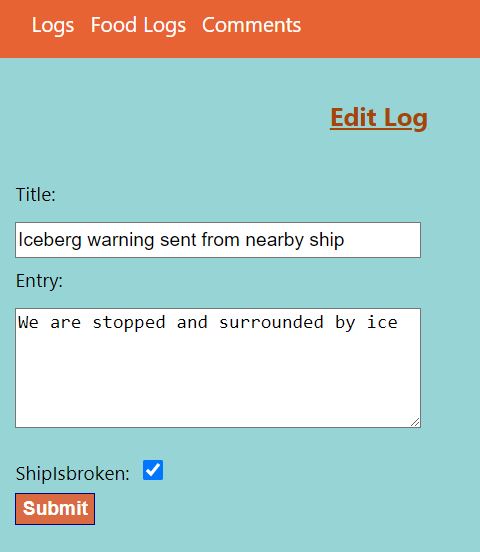 Logs Food Logs Comments
Edit Log
Title:
Iceberg warning sent from nearby ship
Entry:
We are stopped and surrounded by ice
ShipIsbroken:
Submit